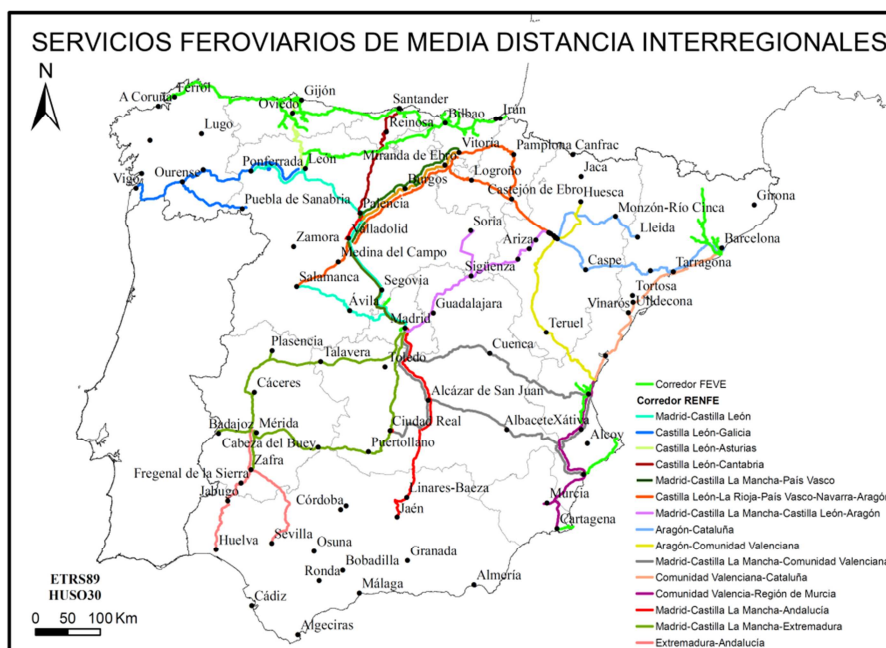 SERVICIOS FEROVIARIOS DE MEDIA DISTANCIA INTERREGIONALES
N
A Coruña
Ferrol
Oviedo
Gijón
Santander
Reinosa
Bilbao
Irún
Lugo
Vigo
Ourense
Ponferrada
León
Miranda de Ebro
Vitoria
Pamplona
Canfrac
Jaca
Puebla de Sanabria
Palencia
Burgos
Logroño
Castejón de Ebro
Huesca
Monzón-Río Cinca
Girona
Lleida
Barcelona
Zamora
Valladolid
Medina del Campo
Soria
Ariza
Caspe
Tarragona
Salamanca
Segovia
Sigüenza
Tortosa
Ulldecona
Vinaròs
Ávila
Guadalajara
Madrid
Teruel
Plasencia
Talavera
Toledo
Cuenca
Cáceres
Alcázar de San Juan
Badajoz
Mérida
Ciudad Real
Albacete
Xátiva
Alcoy
Cabeza del Buey
Puertollano
Zafra
Fregenal de la Sierra
Jabugo
Córdoba
Linares-Baeza
Jaén
Murcia
Cartagena
Huelva
Sevilla
Osuna
Bobadilla
Granada
Ronda
Málaga
Almería
Cádiz
Algeciras
ETRS89
HUSO30
0 50 100 Km
Corredor FEVE
Corredor RENFE
Madrid-Castilla León
Castilla León-Galicia
Castilla León-Asturias
Castilla León-Cantabria
Madrid-Castilla La Mancha-País Vasco
Castilla León-La Rioja-País Vasco-Navarra-Aragón
Madrid-Castilla La Mancha-Castilla León-Aragón
Aragón-Cataluña
Aragón-Comunidad Valenciana
Madrid-Castilla La Mancha-Comunidad Valenciana
Comunidad Valenciana-Cataluña
Comunidad Valencia-Región de Murcia
Madrid-Castilla La Mancha-Andalucía
Madrid-Castilla La Mancha-Extremadura
Extremadura-Andalucía